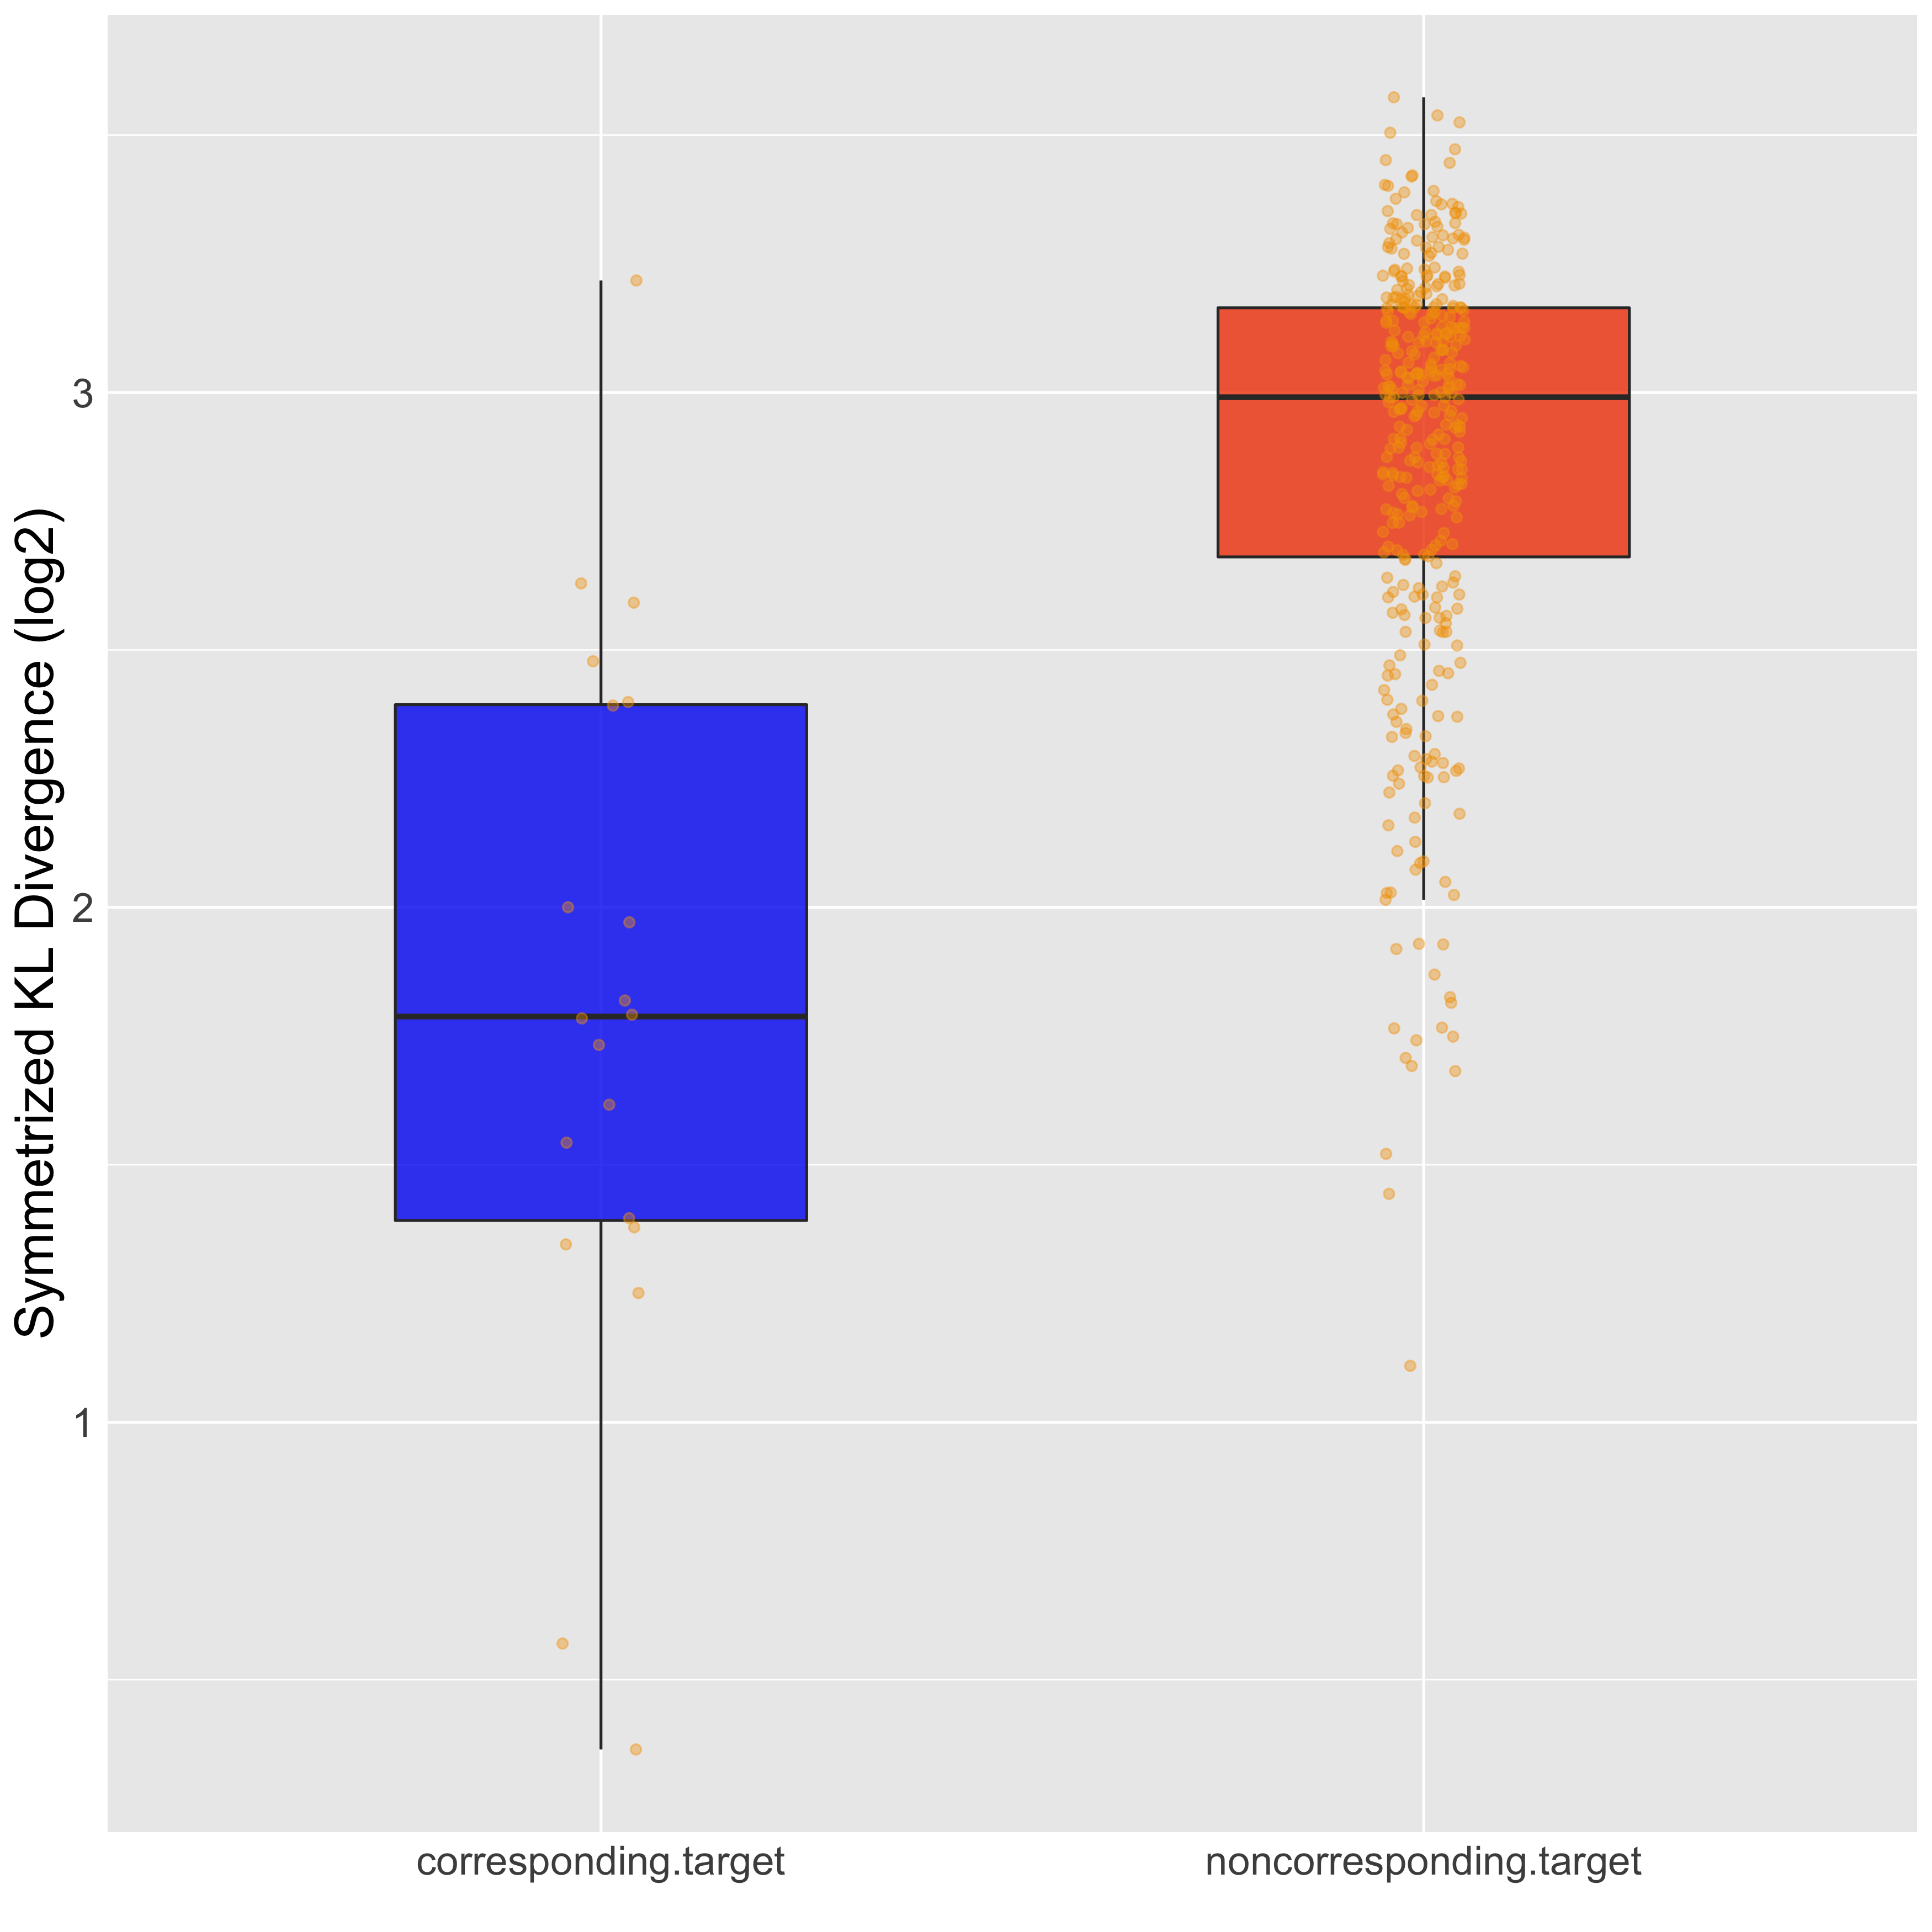 Symmetrized KL Divergence (log2)
3
2
1
corresponding.target
noncorresponding.target